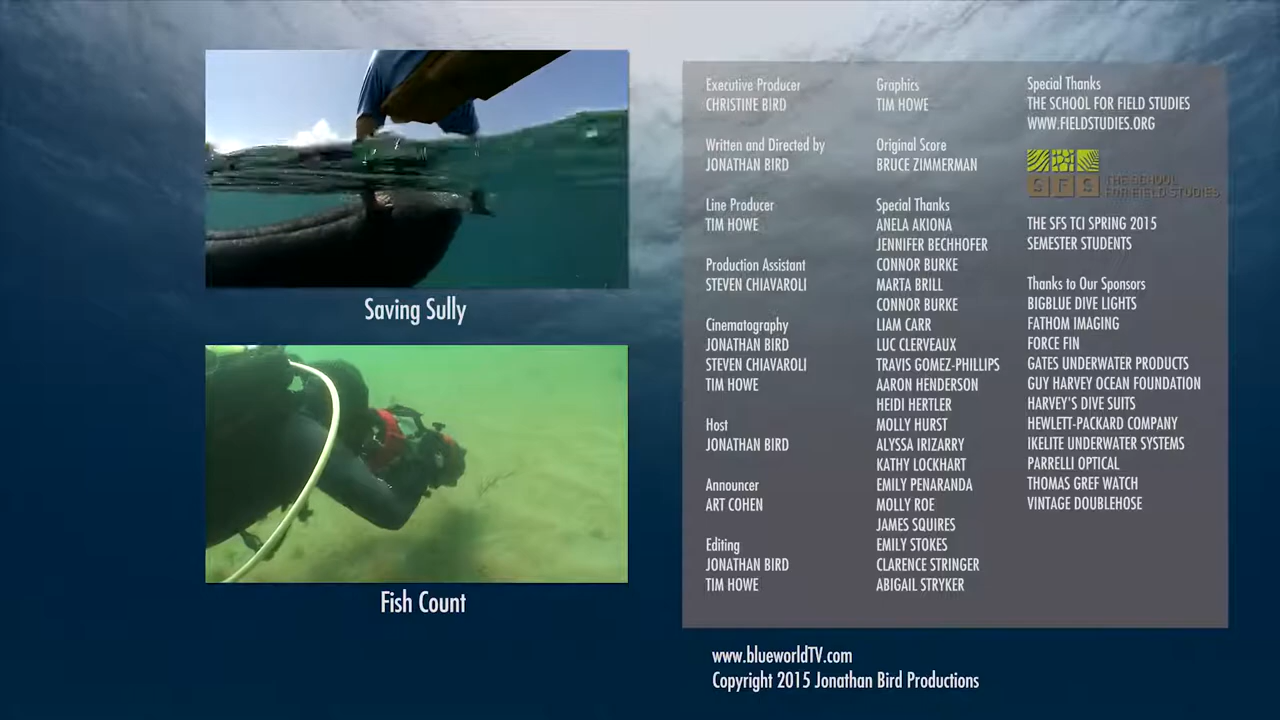 Saving Sully
Fish Count
Executive Producer
CHRISTINE BIRD
Written and Directed by
JONATHAN BIRD
Line Producer
TIM HOWE
Production Assistant
STEVEN CHIAVAROLI
Cinematography
JONATHAN BIRD
STEVEN CHIAVAROLI
TIM HOWE
Host
JONATHAN BIRD
Announcer
ART COHEN
Editing
JONATHAN BIRD
TIM HOWE
Graphics
TIM HOWE
Original Score
BRUCE ZIMMERMAN
Special Thanks
ANELA AKIONA
JENNIFER BECHHOFER
CONNOR BURKE
MARTA BRILL
CONNOR BURKE
LIAM CARR
LUC CLERVEAUX
TRAVIS GOMEZ-PHILLIPS
AARON HENDERSON
HEIDI HERTLER
MOLLY HURST
ALYSSA IRIZARRY
KATHY LOCKHART
EMILY PENARANDA
MOLLY ROE
JAMES SQUIRES
EMILY STOKES
CLARENCE STRINGER
ABIGAIL STRYKER
Special Thanks
THE SCHOOL FOR FIELD STUDIES
WWW.FIELDSTUDIES.ORG
SFS THE SCHOOL
FOR FIELD STUDIES
THE SFS TCI SPRING 2015
SEMESTER STUDENTS
Thanks to Our Sponsors
BIGBLUE DIVE LIGHTS
FATHOM IMAGING
FORCE FIN
GATES UNDERWATER PRODUCTS
GUY HARVEY OCEAN FOUNDATION
HARVEY'S DIVE SUITS
HEWLETT-PACKARD COMPANY
IKELITE UNDERWATER SYSTEMS
PARRELLI OPTICAL
THOMAS GREF WATCH
VINTAGE DOUBLEHOSE
www.blueworldTV.com
Copyright 2015 Jonathan Bird Productions